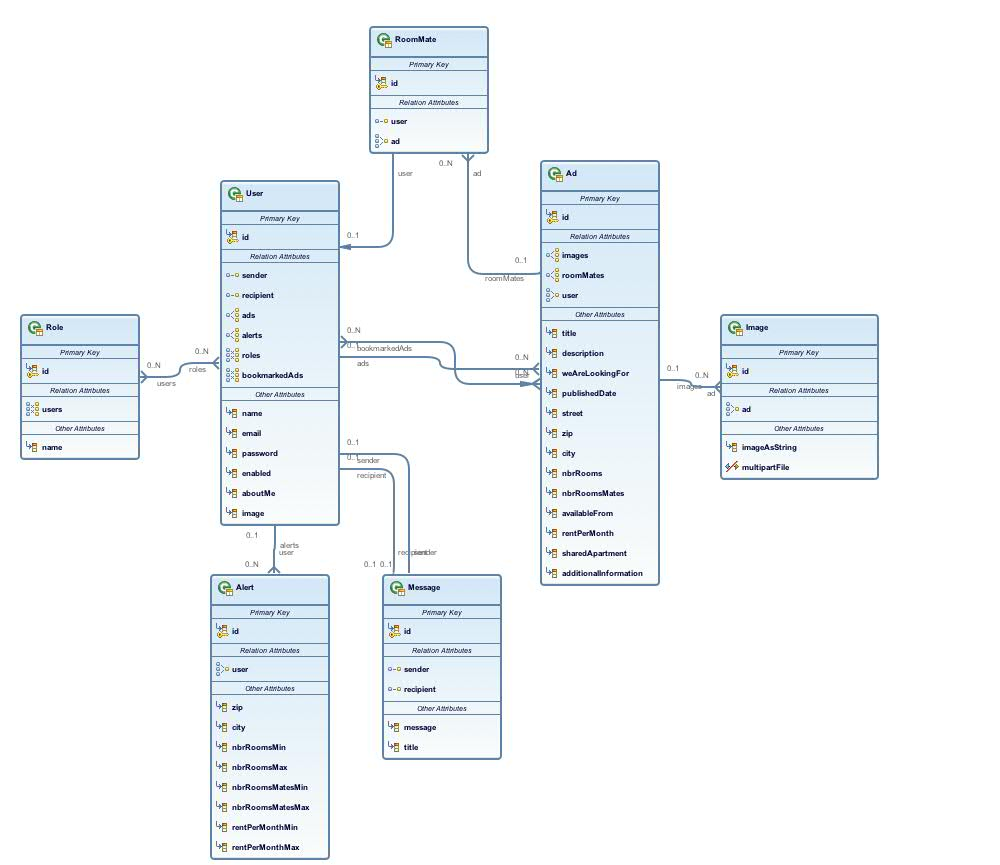 RoomMate
Primary Key
id
Relation Attributes
user
ad
0..N
user
ad
0..1
0..1
roomMates
User
Primary Key
id
Relation Attributes
sender
recipient
ads
alerts
roles
bookmarkedAds
Other Attributes
name
email
password
enabled
aboutMe
image
Ad
Primary Key
id
Relation Attributes
images
roomMates
user
Other Attributes
title
description
weAreLookingFor
publishedDate
street
zip
city
nbrRooms
nbrRoomsMates
availableFrom
rentPerMonth
sharedApartment
additionalInformation
Role
Primary Key
id
Relation Attributes
users
Other Attributes
name
0..N
0..N
users
roles
0..N
0..1
bookmarkedAds
ads
0..N
0..N
user
Image
Primary Key
id
Relation Attributes
ad
Other Attributes
imageAsString
multipartFile
0..1
0..N
images
ad
0..1
0..1
sender
recipient
0..1
alerts
user
0..N
recipient
sender
0..1
0..1
Alert
Primary Key
id
Relation Attributes
user
Other Attributes
zip
city
nbrRoomsMin
nbrRoomsMax
nbrRoomsMatesMin
nbrRoomsMatesMax
rentPerMonthMin
rentPerMonthMax
Message
Primary Key
id
Relation Attributes
sender
recipient
Other Attributes
message
title